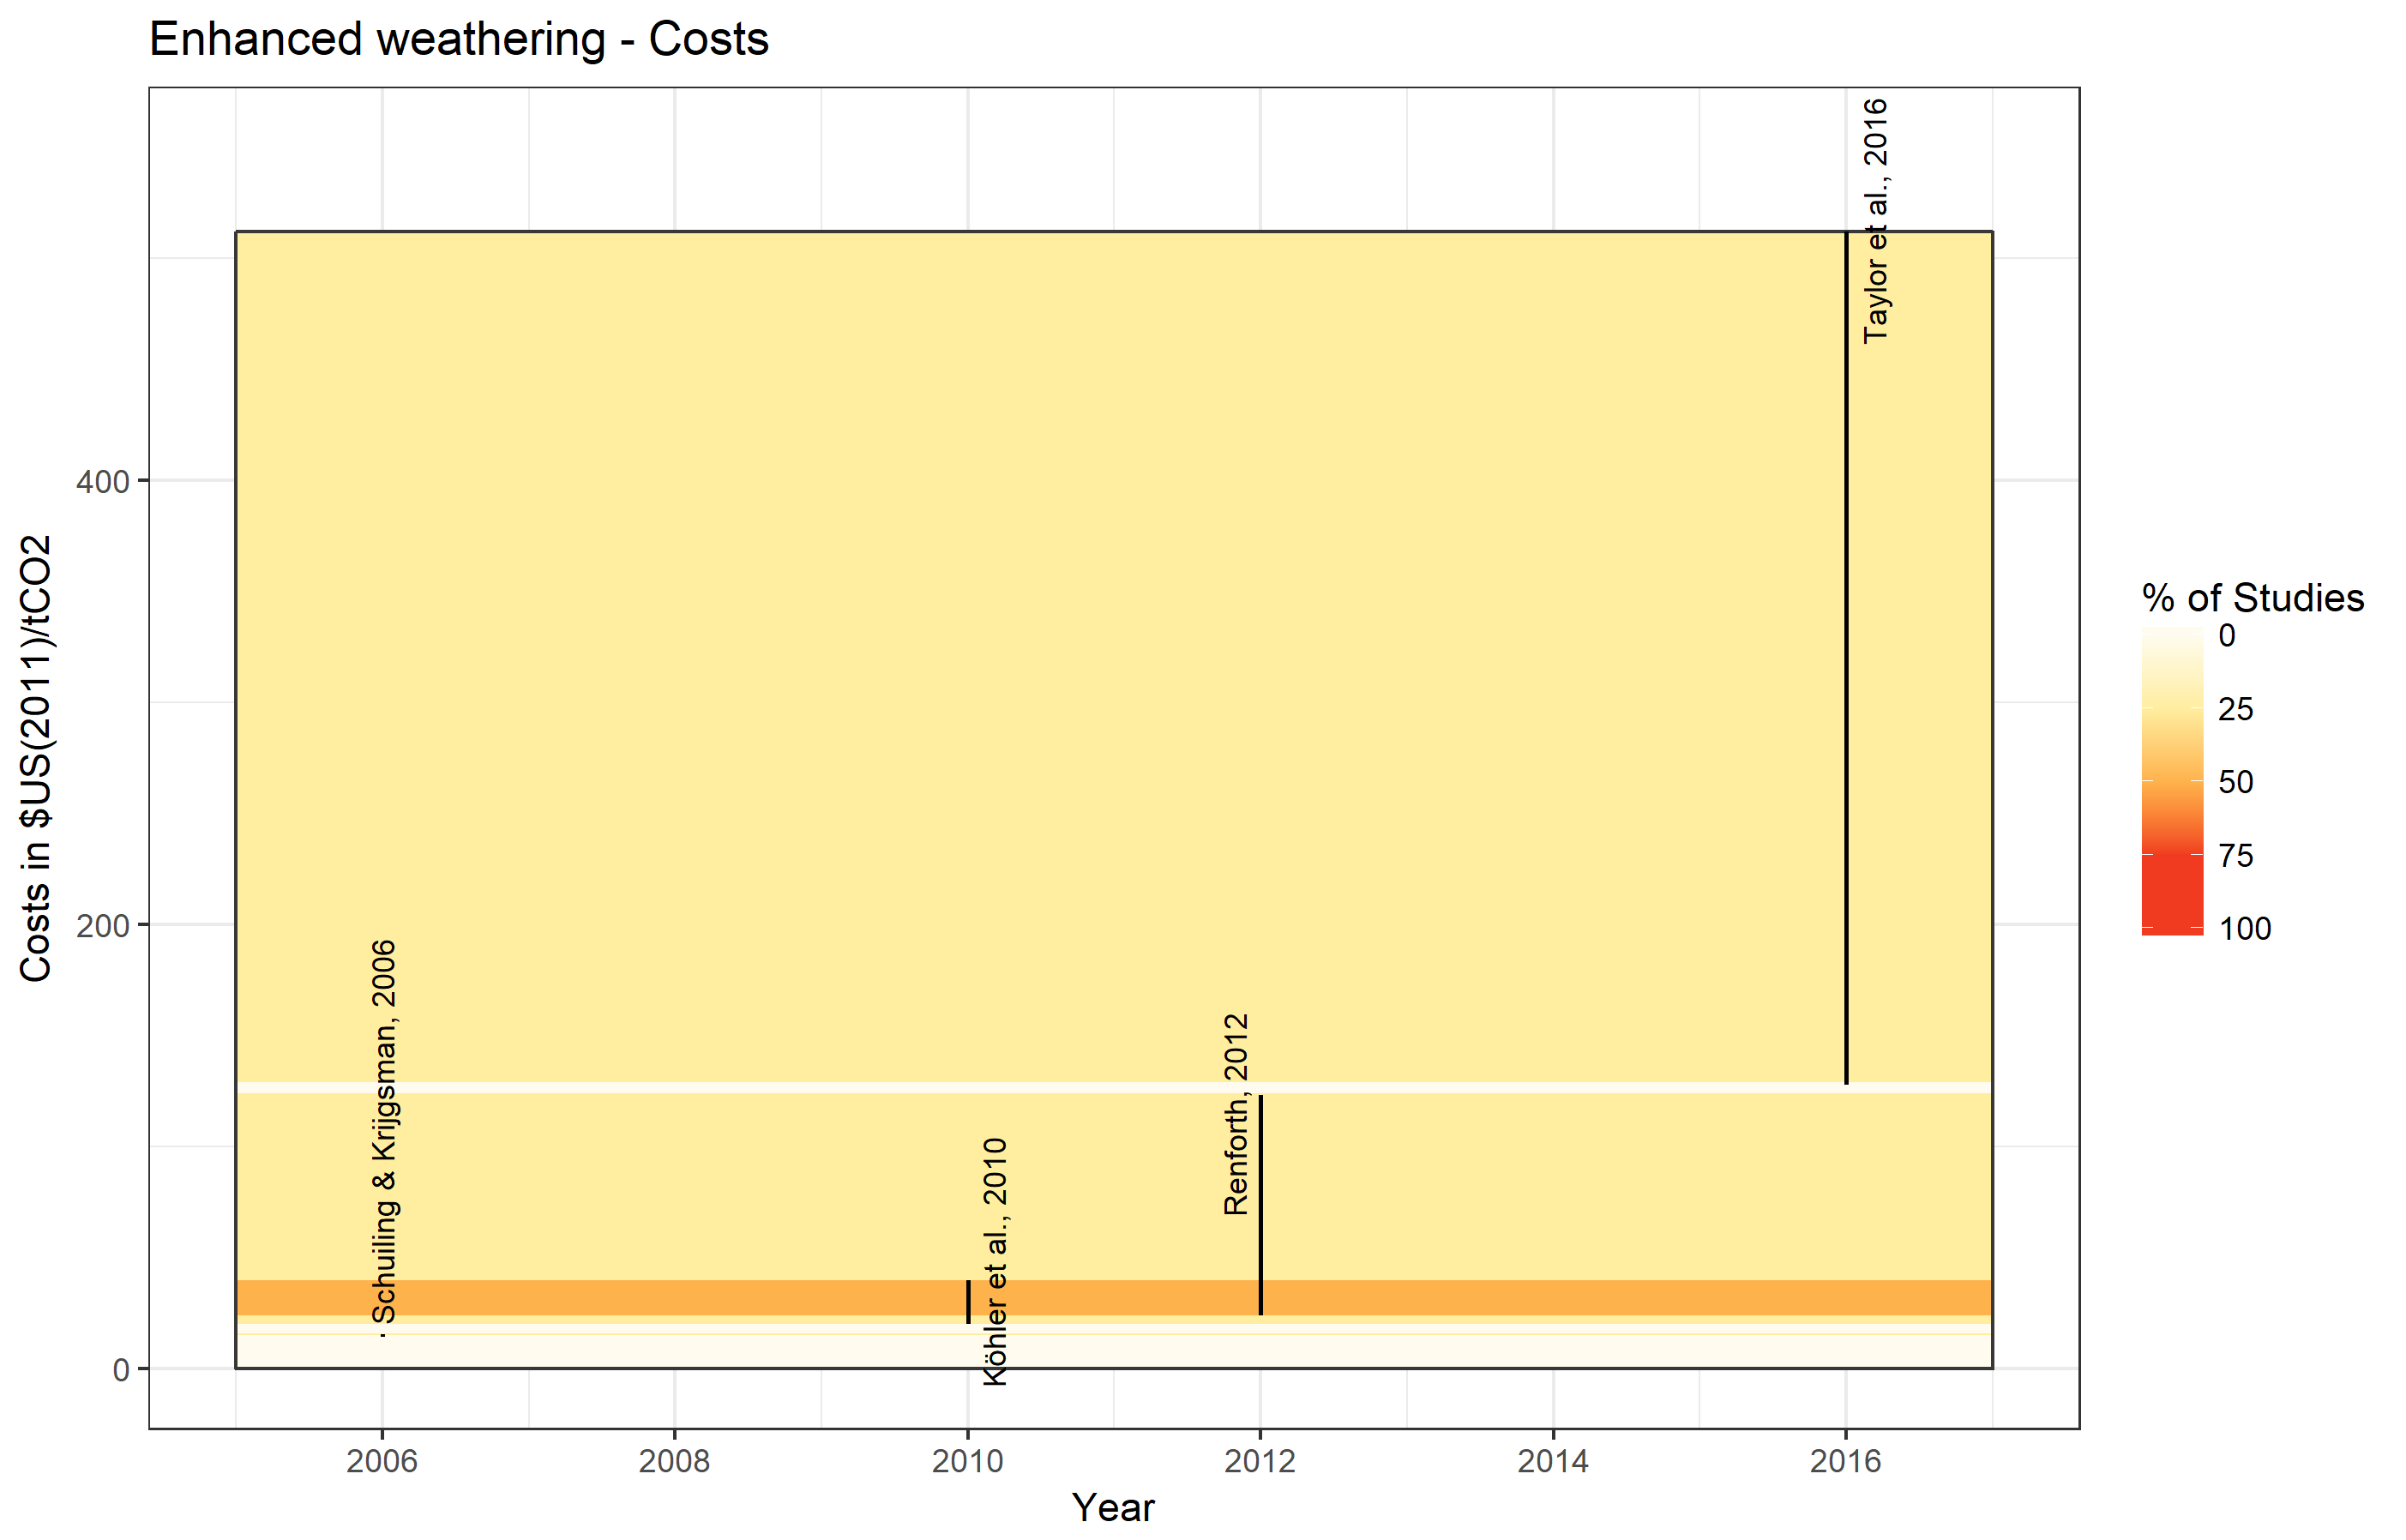 Enhanced weathering - Costs
Costs in $US(2011)/tCO2
400
200
0
Schuiling & Krijgsman, 2006
Köhler et al., 2010
Renforth, 2012
Taylor et al., 2016
2006
2008
2010
2012
2014
2016
Year
% of Studies
0
25
50
75
100